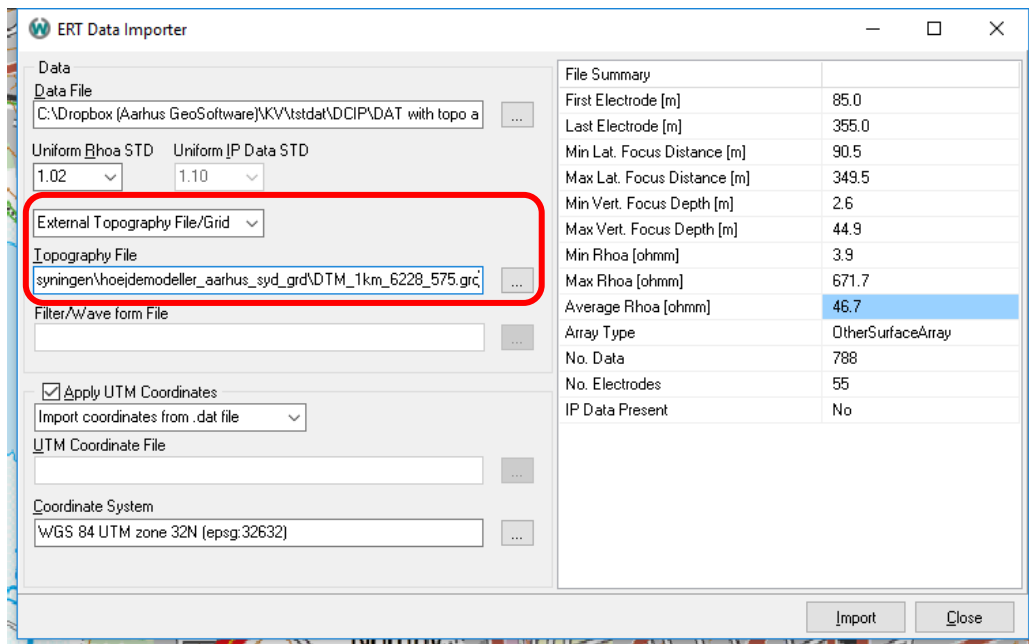 ERT Data Importer
Data
Data File
C:\Dropbox (Aarhus GeoSoftware)\KV\tstdat\DCIP\DAT with topo a
...
Uniform Rhoa STD Uniform IP Data STD
1.02 1.10
External Topography File/Grid
Topography File
syningen\hoejdemodeller_aarhus_syd_grd\DTM_1km_6228_575.grd
...
Filter/Wave form File
...
Apply UTM Coordinates
Import coordinates from .dat file
UTM Coordinate File
...
Coordinate System
WGS 84 UTM zone 32N (epsg:32632)
...
File Summary
First Electrode [m] 85.0
Last Electrode [m] 355.0
Min Lat. Focus Distance [m] 90.5
Max Lat. Focus Distance [m] 349.5
Min Vert. Focus Depth [m] 2.6
Max Vert. Focus Depth [m] 44.9
Min Rhoa [ohmm] 3.9
Max Rhoa [ohmm] 671.7
Average Rhoa [ohmm] 46.7
Array Type OtherSurfaceArray
No. Data 788
No. Electrodes 55
IP Data Present No
Import Close